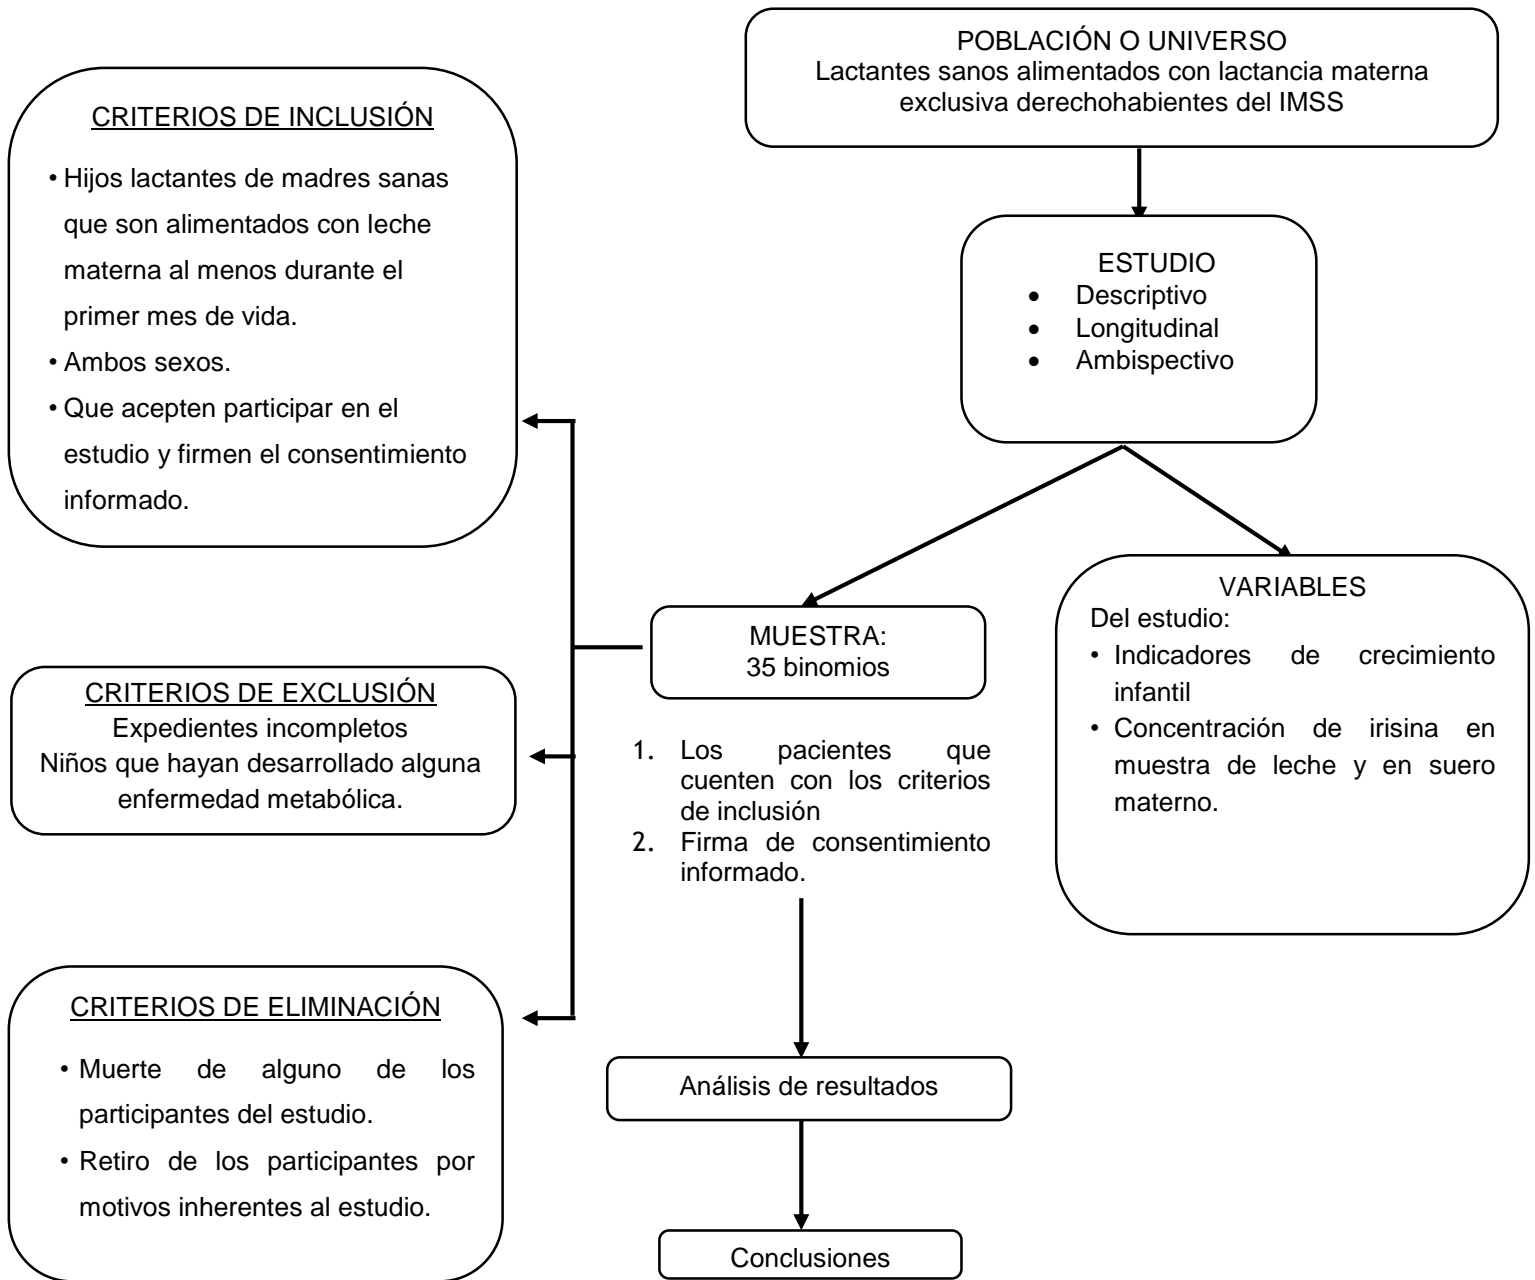 POBLACIÓN O UNIVERSO
Lactantes sanos alimentados con lactancia materna
exclusiva derechohabientes del IMSS
CRITERIOS DE INCLUSIÓN
• Hijos lactantes de madres sanas
que son alimentados con leche
materna al menos durante el
primer mes de vida.
• Ambos sexos.
• Que acepten participar en el
estudio y firmen el consentimiento
informado.
ESTUDIO
• Descriptivo
• Longitudinal
• Ambispectivo
MUESTRA:
35 binomios
VARIABLES
Del estudio:
• Indicadores de crecimiento
infantil
• Concentración de irisina en
muestra de leche y en suero
materno.
CRITERIOS DE EXCLUSIÓN
Expedientes incompletos
Niños que hayan desarrollado alguna
enfermedad metabólica.
1. Los pacientes que
cuenten con los criterios
de inclusión
2. Firma de consentimiento
informado.
CRITERIOS DE ELIMINACIÓN
• Muerte de alguno de los
participantes del estudio.
• Retiro de los participantes por
motivos inherentes al estudio.
Análisis de resultados
Conclusiones